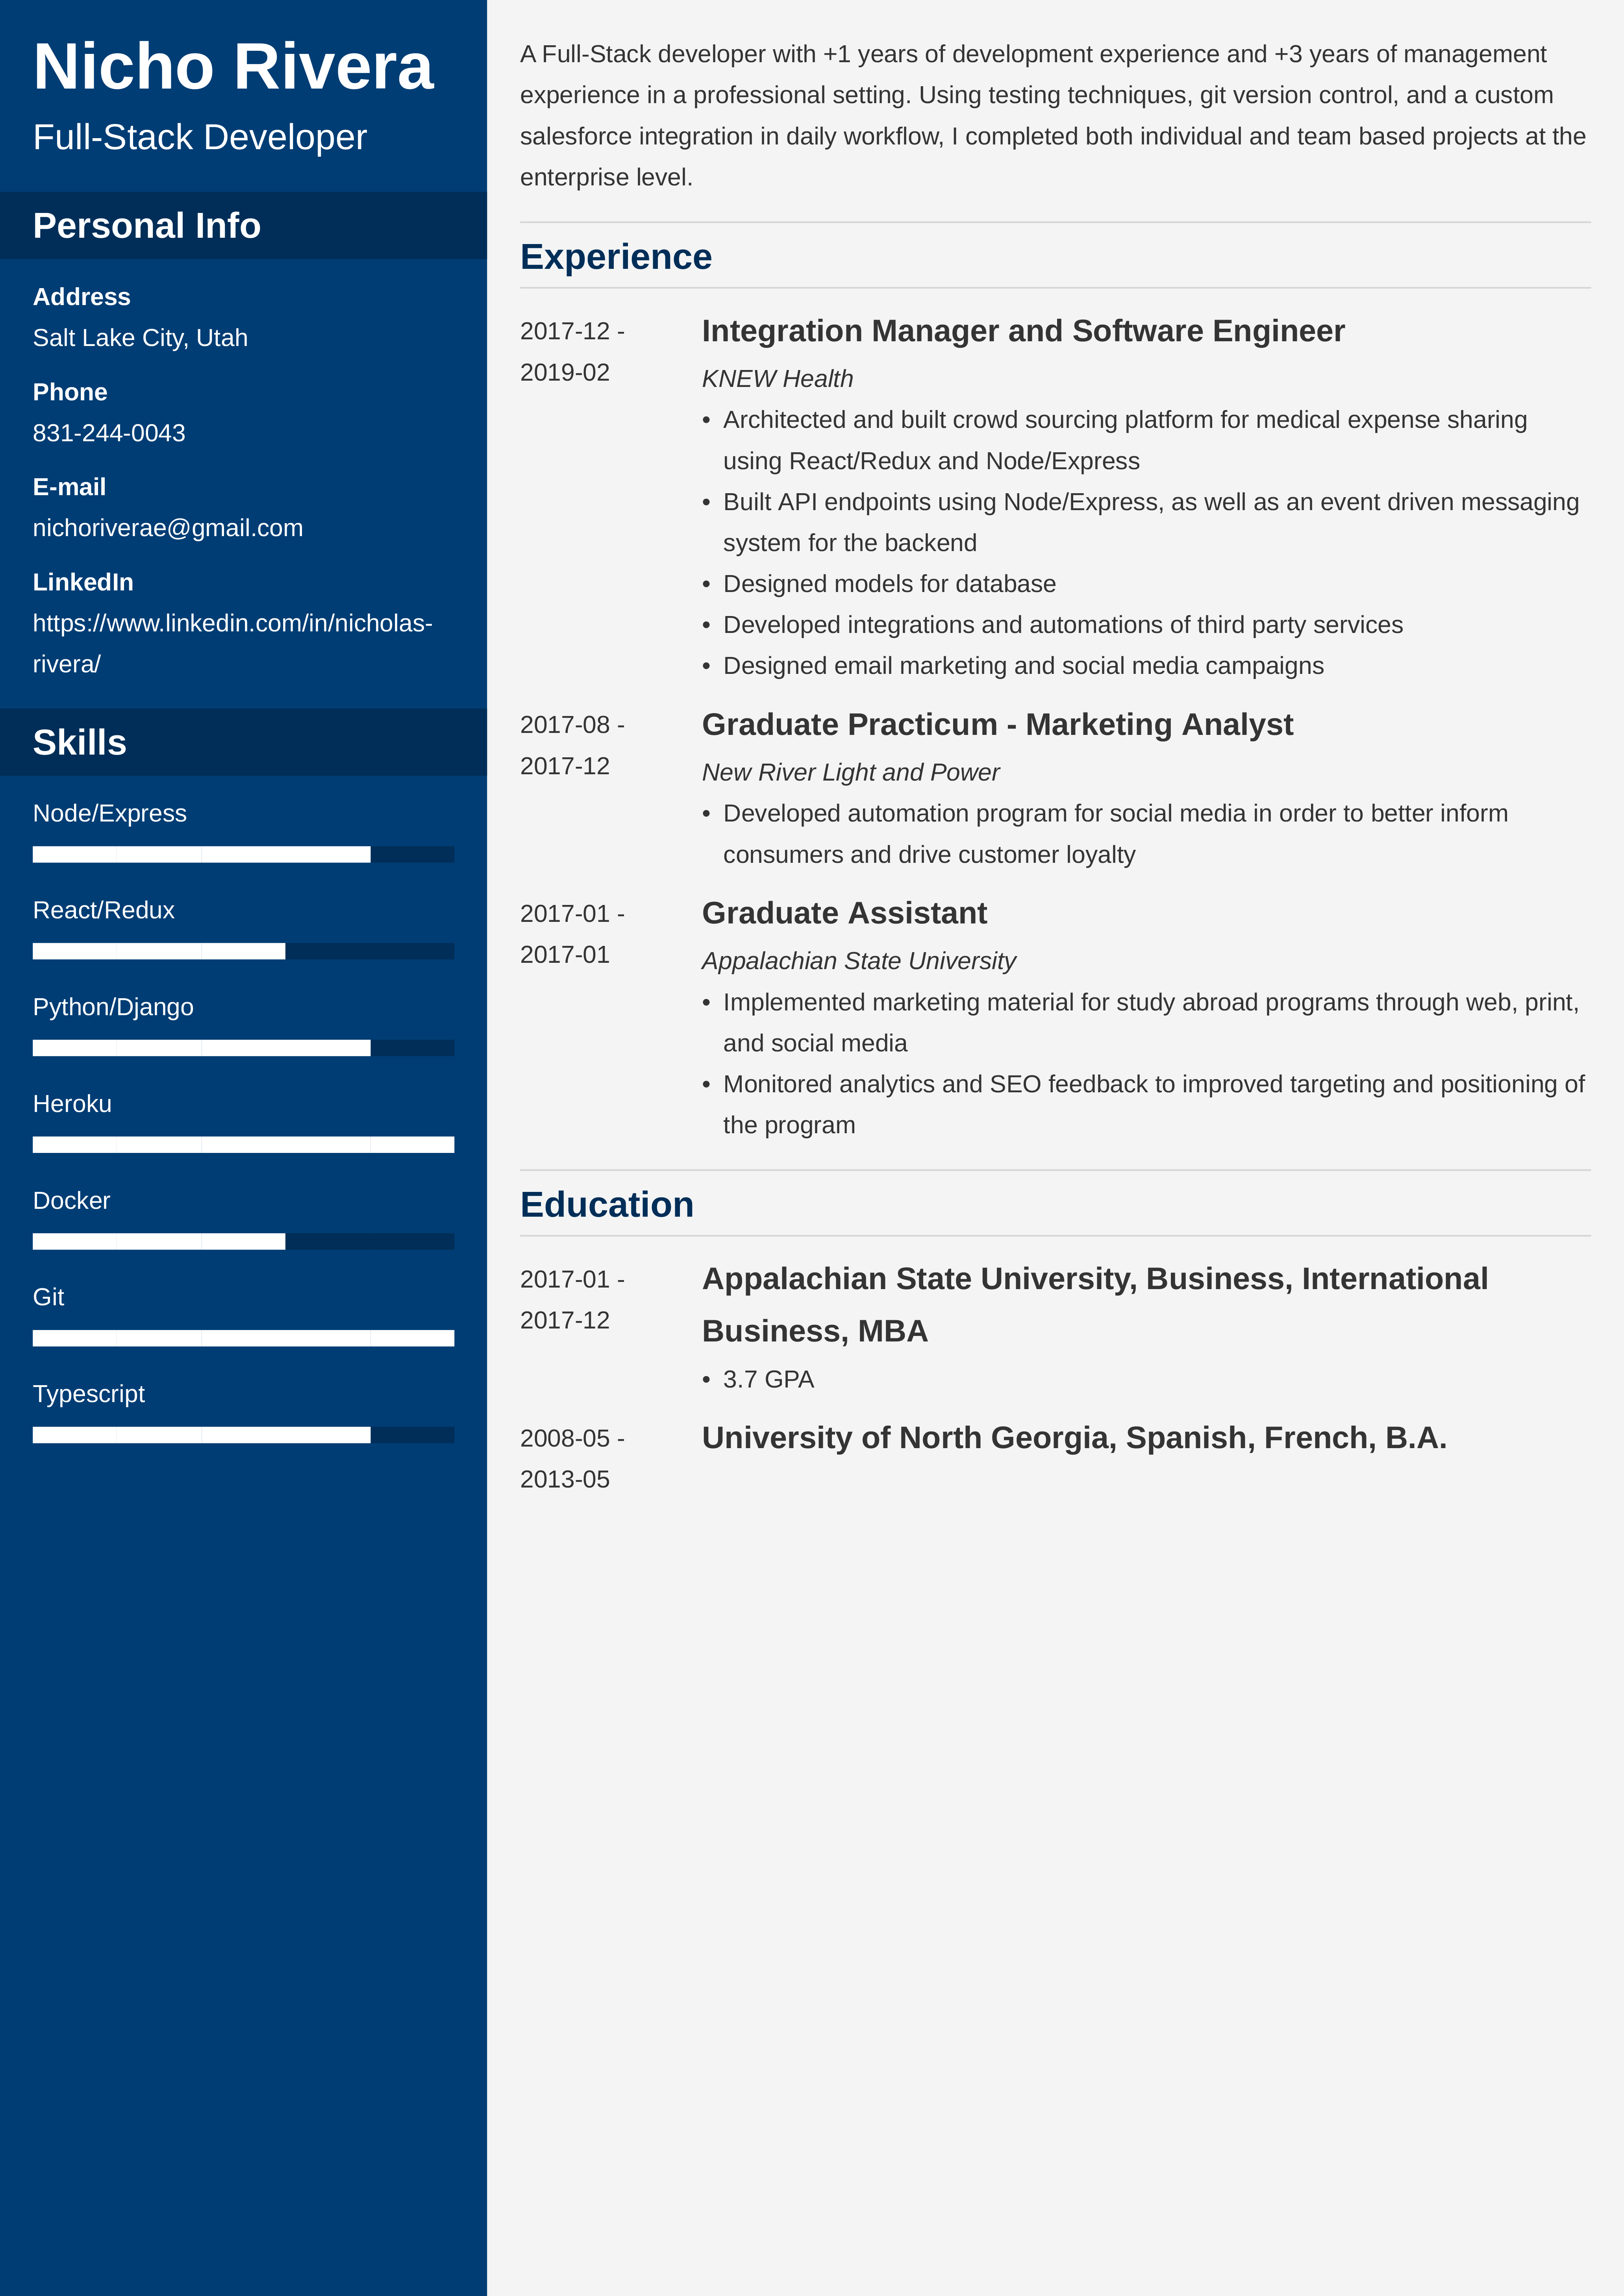 Nicho Rivera
Full-Stack Developer
Personal Info
Address
Salt Lake City, Utah
Phone
831-244-0043
E-mail
nichoriverae@gmail.com
LinkedIn
https://www.linkedin.com/in/nicholas-
rivera/
Skills
Node/Express
React/Redux
Python/Django
Heroku
Docker
Git
Typescript
A Full-Stack developer with +1 years of development experience and +3 years of management
experience in a professional setting. Using testing techniques, git version control, and a custom
salesforce integration in daily workflow, I completed both individual and team based projects at the
enterprise level.
Experience
2017-12 -
2019-02
Integration Manager and Software Engineer
KNEW Health
• Architected and built crowd sourcing platform for medical expense sharing
using React/Redux and Node/Express
• Built API endpoints using Node/Express, as well as an event driven messaging
system for the backend
• Designed models for database
• Developed integrations and automations of third party services
• Designed email marketing and social media campaigns
2017-08 -
2017-12
Graduate Practicum - Marketing Analyst
New River Light and Power
• Developed automation program for social media in order to better inform
consumers and drive customer loyalty
2017-01 -
2017-01
Graduate Assistant
Appalachian State University
• Implemented marketing material for study abroad programs through web, print,
and social media
• Monitored analytics and SEO feedback to improved targeting and positioning of
the program
Education
2017-01 -
2017-12
Appalachian State University, Business, International
Business, MBA
• 3.7 GPA
2008-05 -
2013-05
University of North Georgia, Spanish, French, B.A.